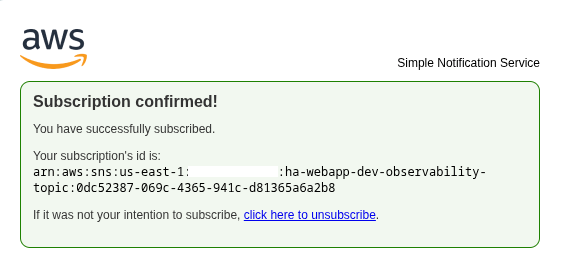 aws
Simple Notification Service
Subscription confirmed!
You have successfully subscribed.
Your subscription's id is:
arn:aws:sns:us-east-1: :ha-webapp-dev-observability-
topic:0dc52387-069c-4365-941c-d81365a6a2b8
If it was not your intention to subscribe, click here to unsubscribe.